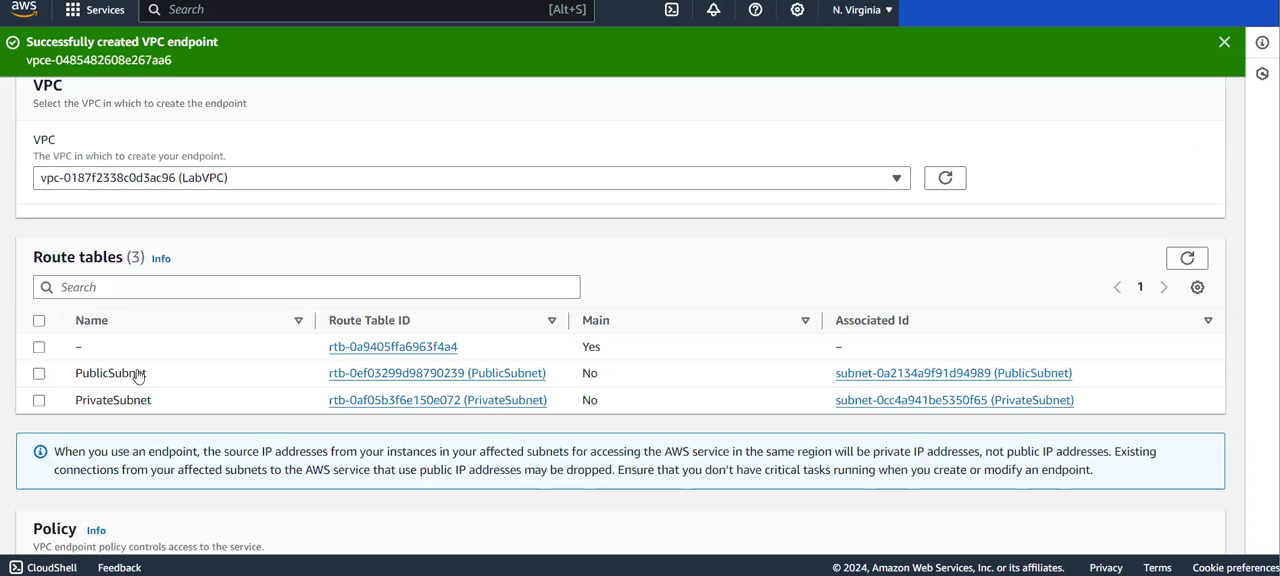 aws Services Search [Alt+S] N. Virginia
Successfully created VPC endpoint
vpce-0485482608e267aa6
VPC
Select the VPC in which to create the endpoint
VPC
The VPC in which to create your endpoint.
vpc-0187f2338c0d3ac96 (LabVPC)
Route tables (3) Info
Search
1
Name Route Table ID Main Associated Id
– rtb-0a9405ffa6963f4a4 Yes –
PublicSubnet rtb-0ef03299d98790239 (PublicSubnet) No subnet-0a2134a9f91d94989 (PublicSubnet)
PrivateSubnet rtb-0af05b3f6e150e072 (PrivateSubnet) No subnet-0cc4a941be5350f65 (PrivateSubnet)
When you use an endpoint, the source IP addresses from your instances in your affected subnets for accessing the AWS service in the same region will be private IP addresses, not public IP addresses. Existing
connections from your affected subnets to the AWS service that use public IP addresses may be dropped. Ensure that you don't have critical tasks running when you create or modify an endpoint.
Policy Info
VPC endpoint policy controls access to the service.
CloudShell Feedback © 2024, Amazon Web Services, Inc. or its affiliates. Privacy Terms Cookie preferences